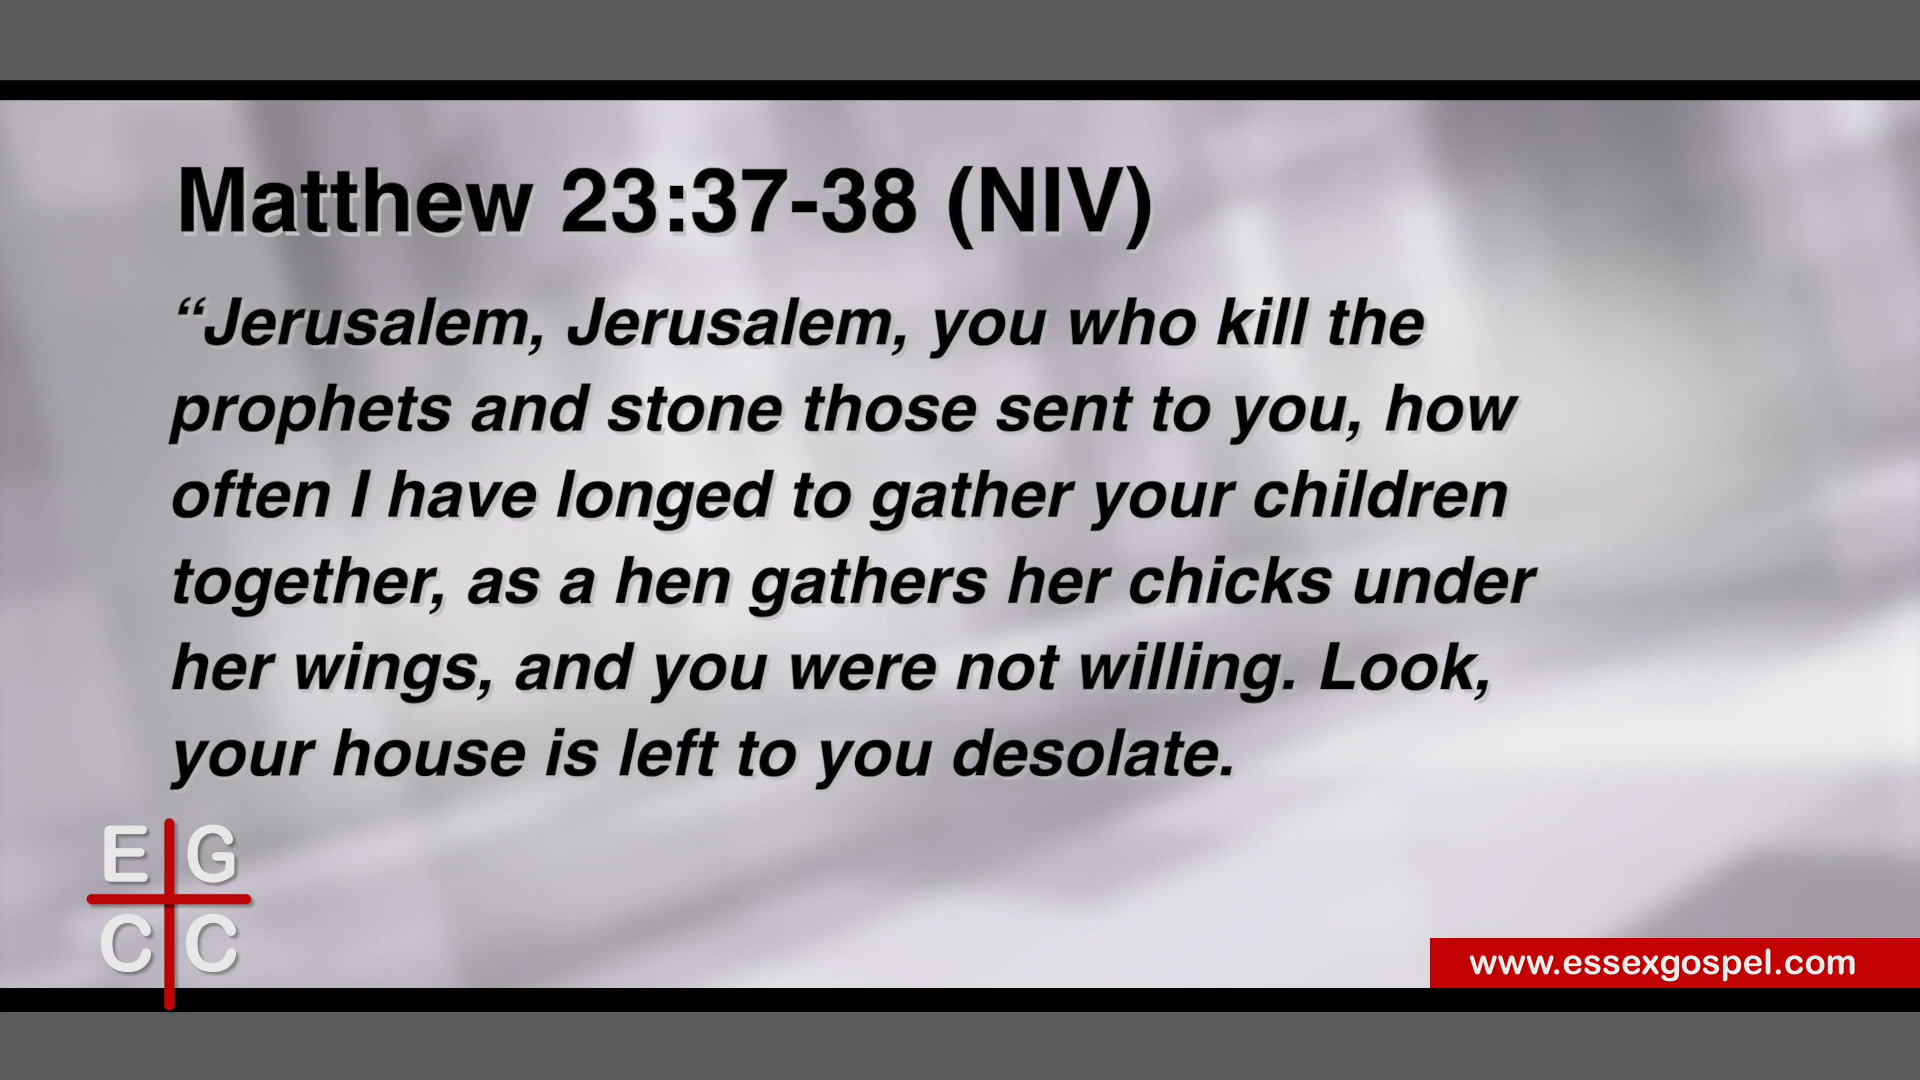 Matthew 23:37-38 (NIV)
“Jerusalem, Jerusalem, you who kill the
prophets and stone those sent to you, how
often I have longed to gather your children
together, as a hen gathers her chicks under
her wings, and you were not willing. Look,
your house is left to you desolate.
E G
C C
www.essexgospel.com